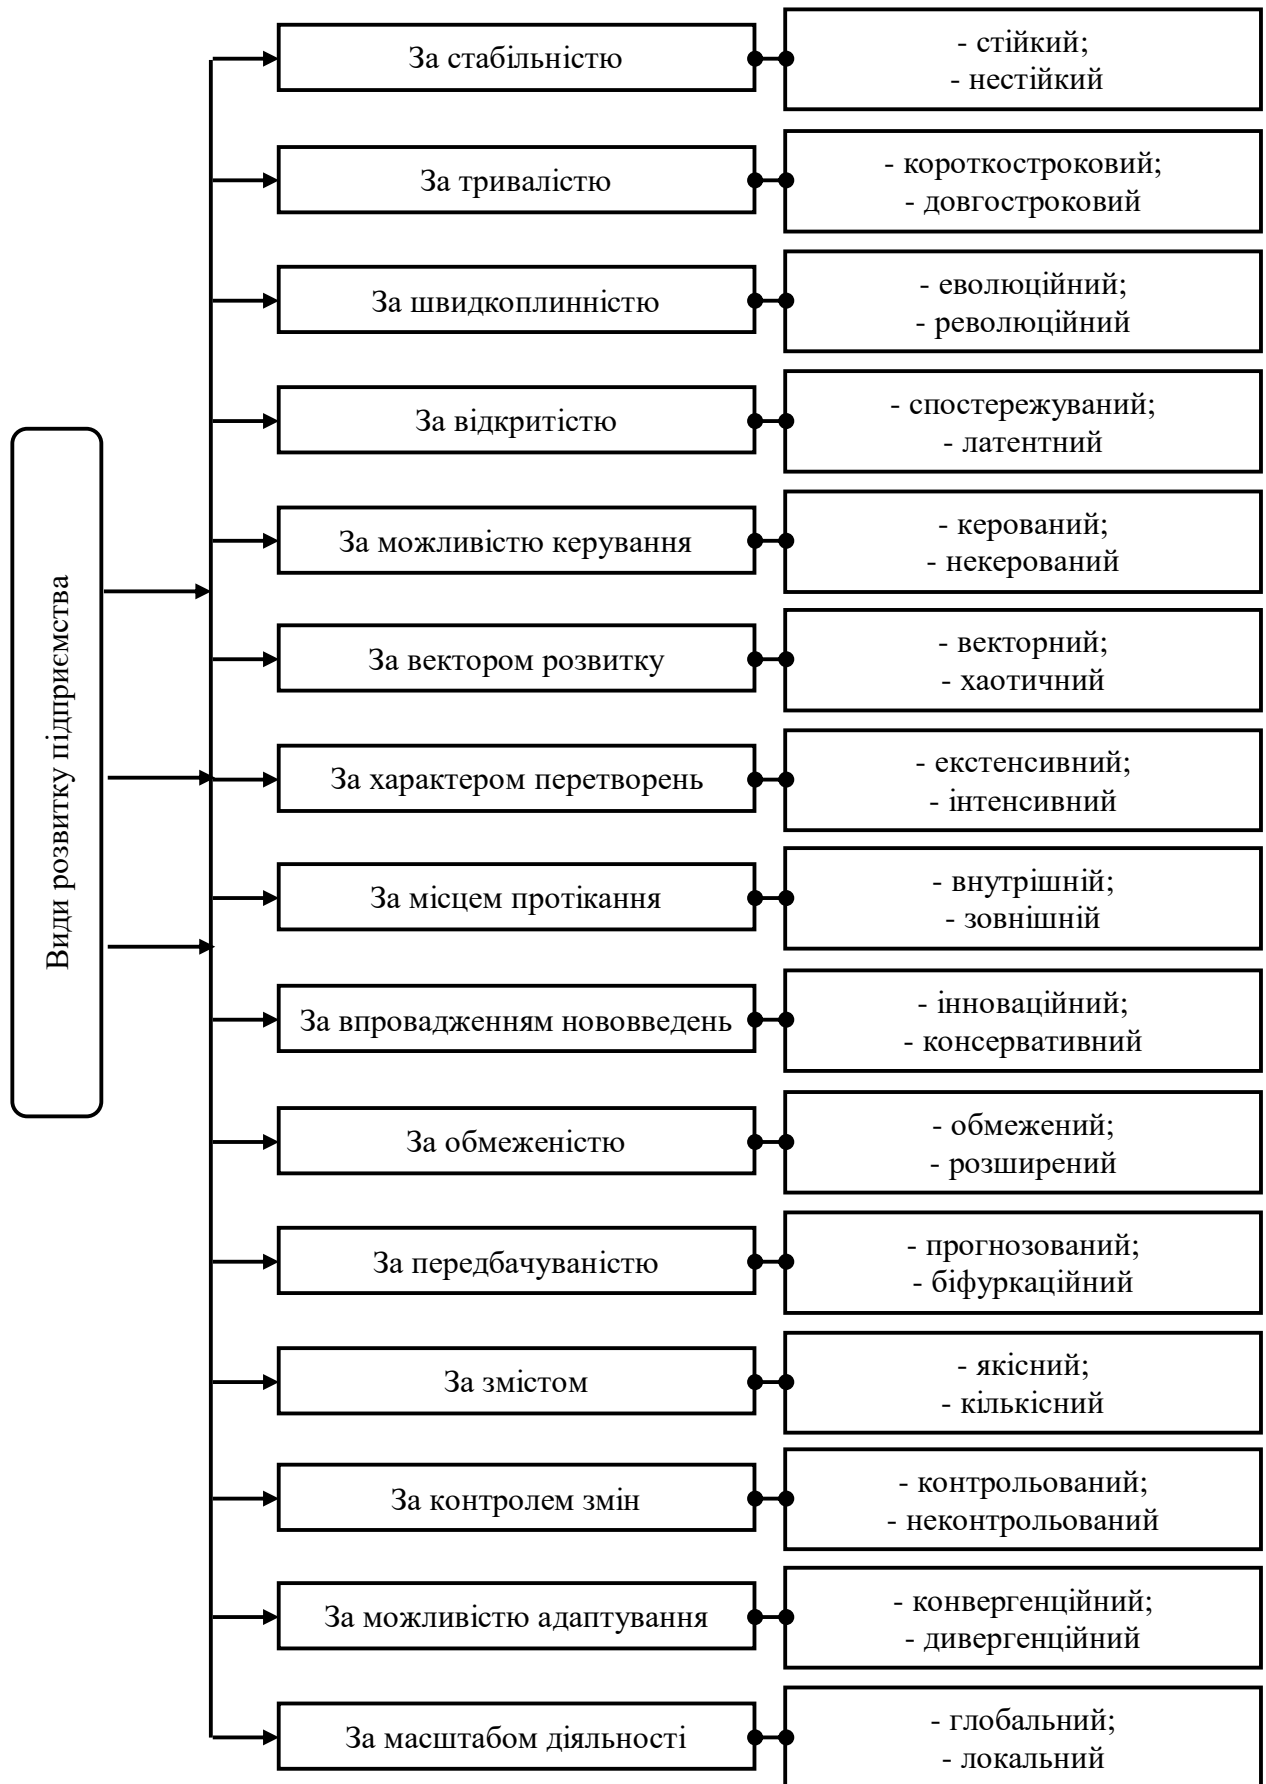 Види розвитку підприємства
За стабільністю
- стійкий;
- нестійкий
За тривалістю
- короткостроковий;
- довгостроковий
За швидкоплинністю
- еволюційний;
- революційний
За відкритістю
- спостережуваний;
- латентний
За можливістю керування
- керований;
- некерований
За вектором розвитку
- векторний;
- хаотичний
За характером перетворень
- екстенсивний;
- інтенсивний
За місцем протікання
- внутрішній;
- зовнішній
За впровадженням нововведень
- інноваційний;
- консервативний
За обмеженістю
- обмежений;
- розширений
За передбачуваністю
- прогнозований;
- біфуркаційний
За змістом
- якісний;
- кількісний
За контролем змін
- контрольований;
- неконтрольований
За можливістю адаптування
- конвергенційний;
- дивергенційний
За масштабом діяльності
- глобальний;
- локальний